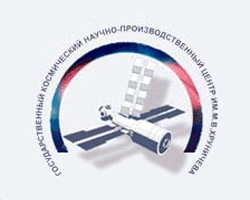 ГОСУДАРСТВЕННЫЙ КОСМИЧЕСКИЙ НАУЧНО-ПРОИЗВОДСТВЕННЫЙ ЦЕНТР ИМ.М.В.ХРУНИЧЕВА